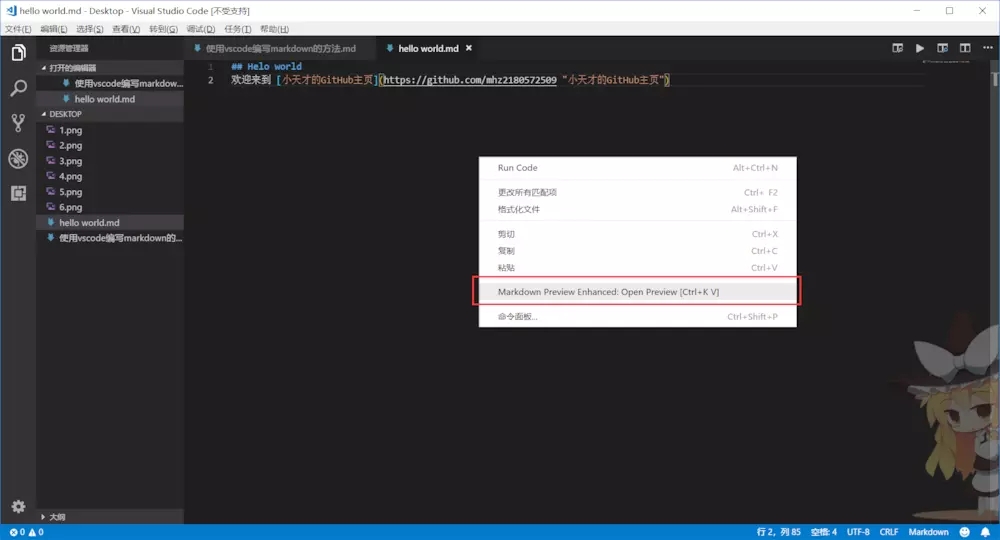 hello world.md - Desktop - Visual Studio Code [不受支持]
文件(F) 编辑(E) 选择(S) 查看(V) 转到(G) 调试(D) 任务(T) 帮助(H)
资源管理器
使用vscode编写markdown的方法.md
hello world.md
打开的编辑器
使用vscode编写markdow...
hello world.md
DESKTOP
1.png
2.png
3.png
4.png
5.png
6.png
hello world.md
使用vscode编写markdown的...
大纲
1 ## Helo world
2 欢迎来到 [小天才的GitHub主页](https://github.com/mhz2180572509 "小天才的GitHub主页")
Run Code Alt+Ctrl+N
更改所有匹配项 Ctrl+ F2
格式化文件 Alt+Shift+F
剪切 Ctrl+X
复制 Ctrl+C
粘贴 Ctrl+V
Markdown Preview Enhanced: Open Preview [Ctrl+K V]
命令面板... Ctrl+Shift+P
0 0
行 2，列 85 空格: 4 UTF-8 CRLF Markdown